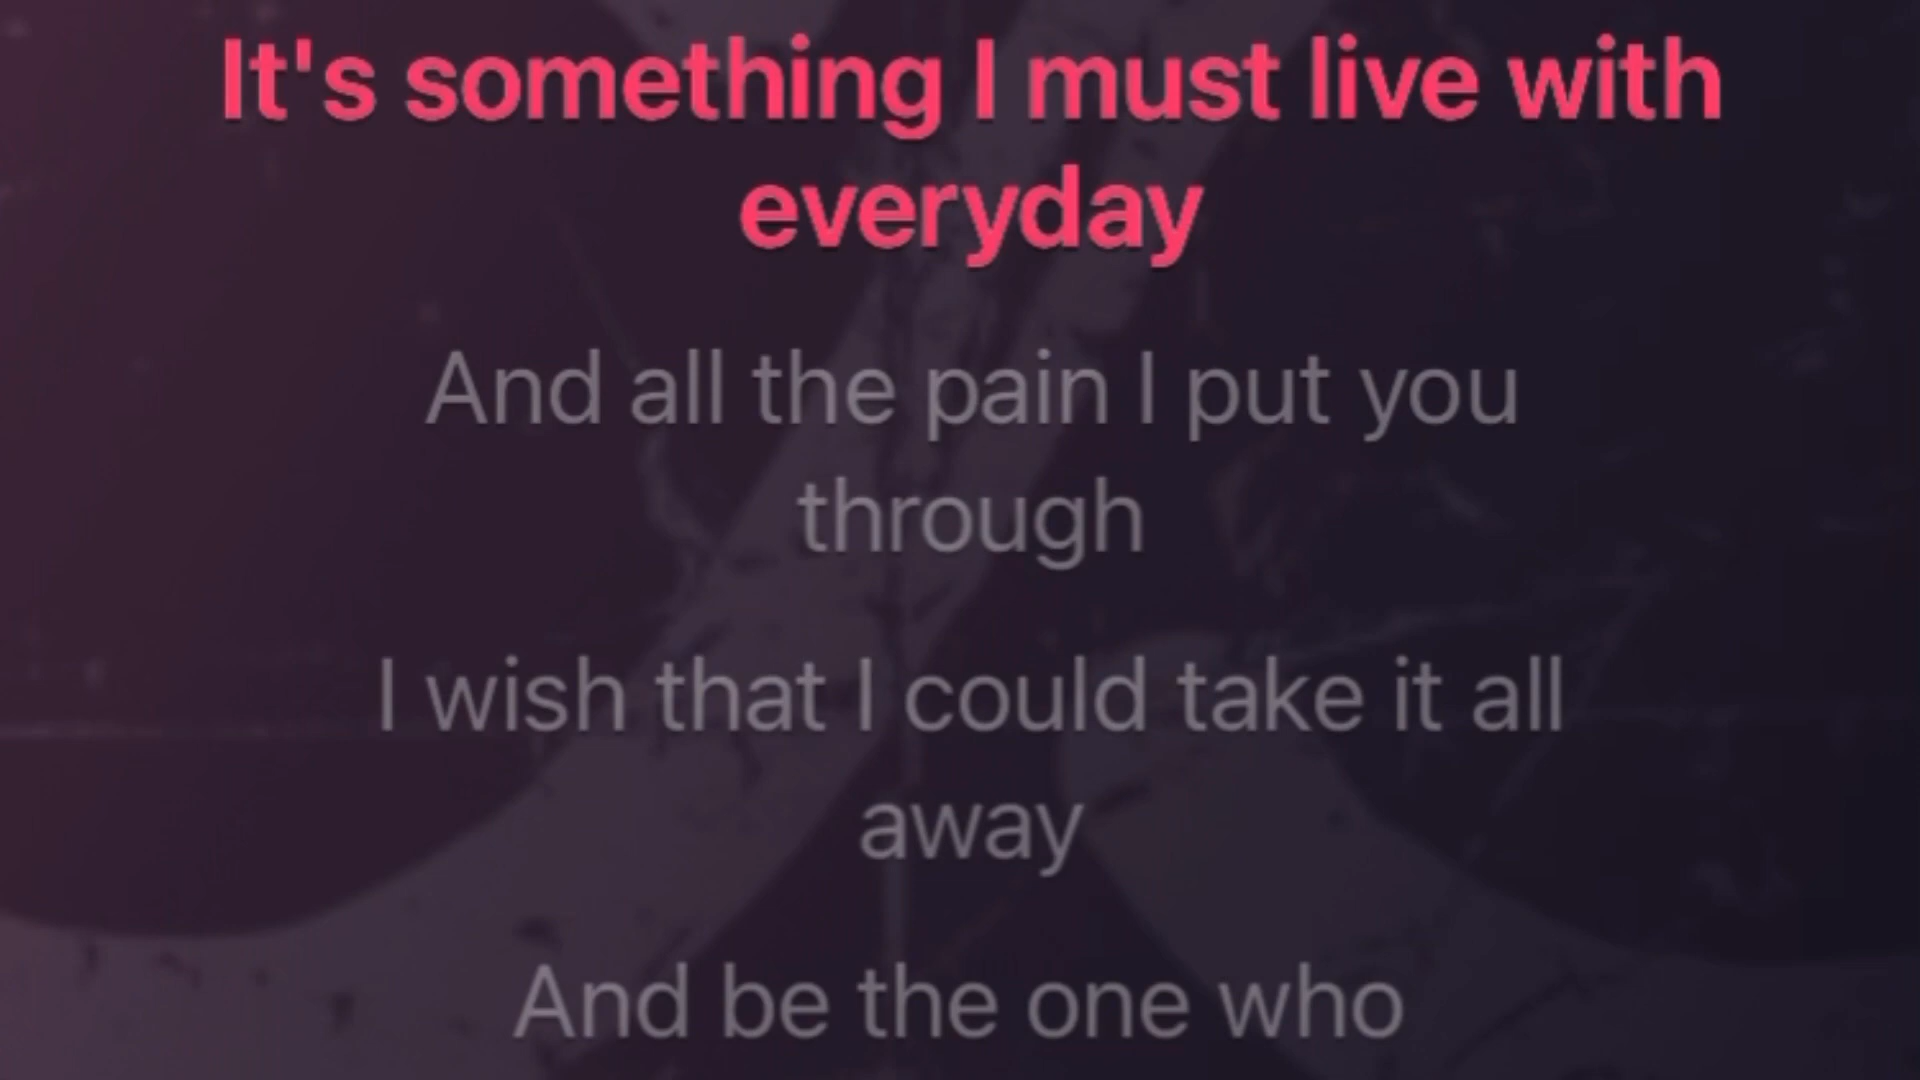 It's something I must live with
everyday
And all the pain I put you
through
I wish that I could take it all
away
And be the one who